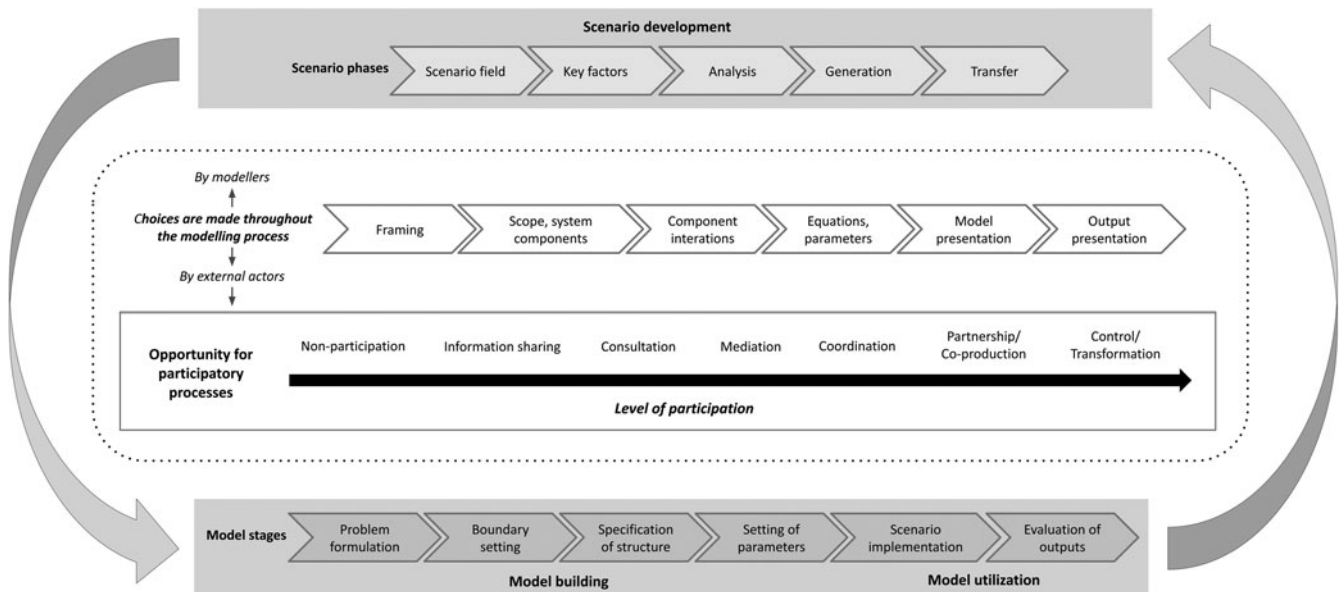 Scenario development
Scenario phases
Scenario field
Key factors
Analysis
Generation
Transfer
By modellers
Choices are made throughout
the modelling process
By external actors
Framing
Scope, system
components
Component
interations
Equations,
parameters
Model
presentation
Output
presentation
Opportunity for
participatory
processes
Non-participation
Information sharing
Consultation
Mediation
Coordination
Partnership/
Co-production
Control/
Transformation
Level of participation
Model stages
Problem
formulation
Boundary
setting
Specification
of structure
Setting of
parameters
Scenario
implementation
Evaluation of
outputs
Model building
Model utilization